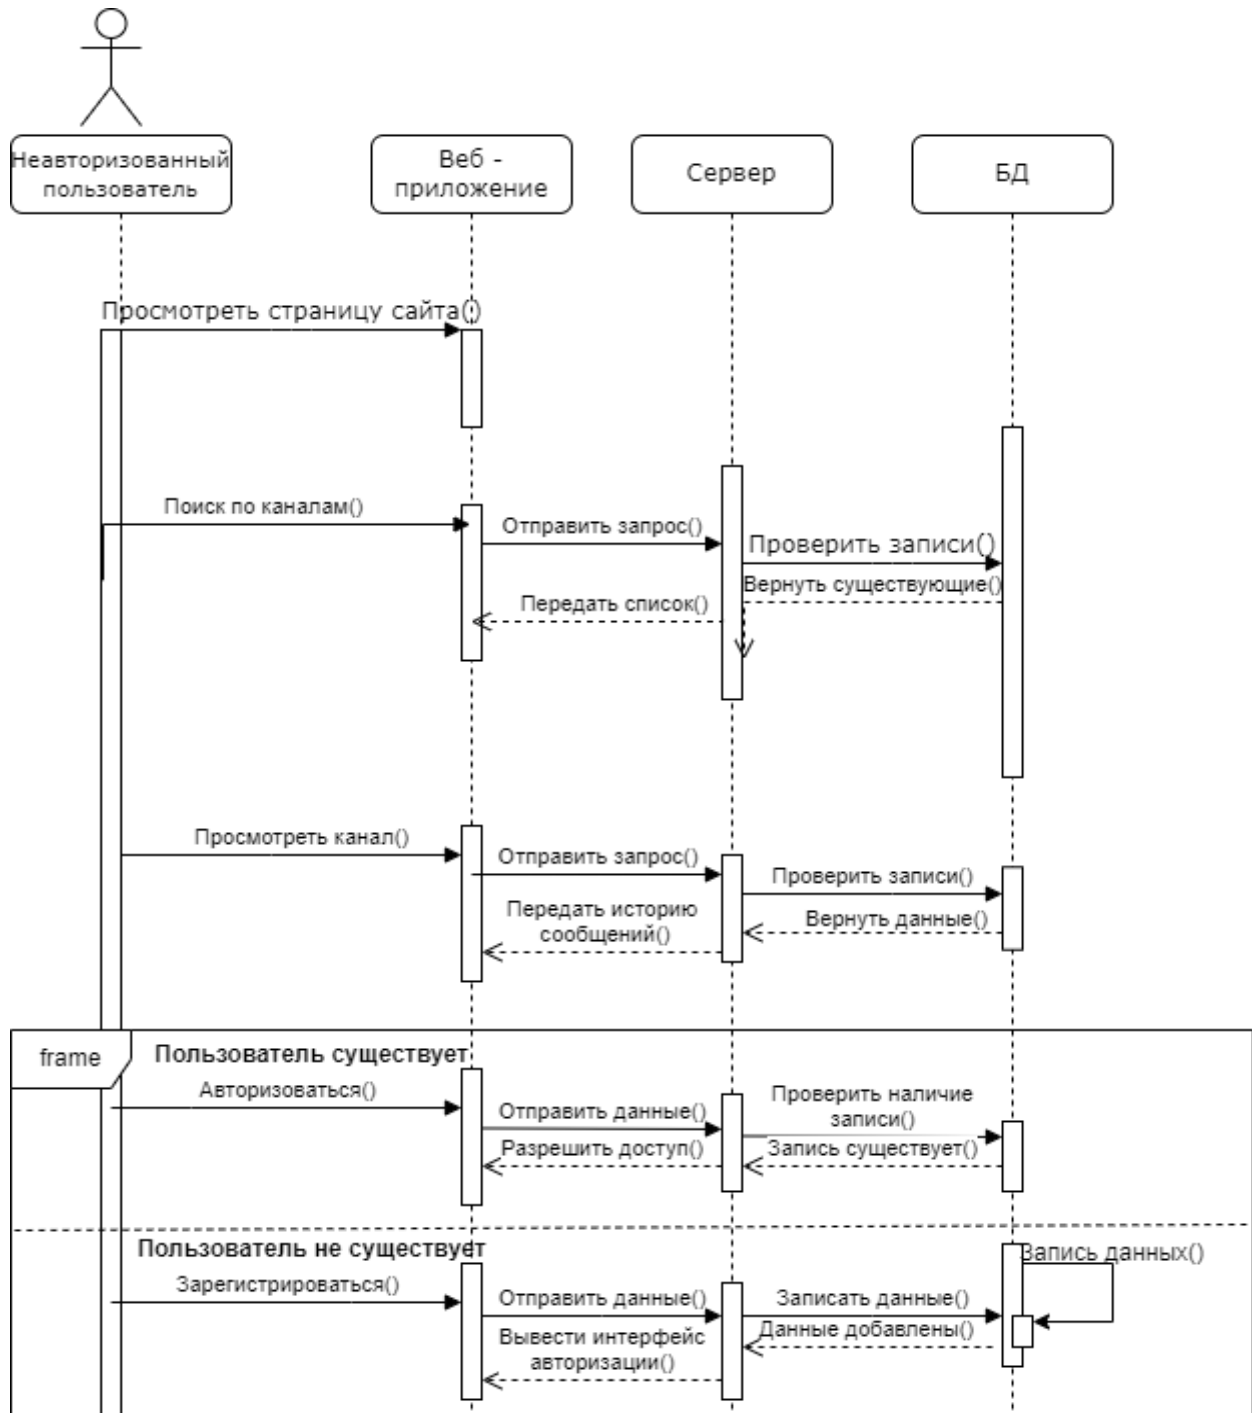 Неавторизованный
пользователь
Веб -
приложение
Сервер
БД
Просмотреть страницу сайта()
Поиск по каналам()
Отправить запрос()
Проверить записи()
Вернуть существующие()
Передать список()
Просмотреть канал()
Отправить запрос()
Проверить записи()
Передать историю
сообщений()
Вернуть данные()
frame
Пользователь существует
Авторизоваться()
Отправить данные()
Проверить наличие
записи()
Разрешить доступ()
Запись существует()
Пользователь не существует
Запись данных()
Зарегистрироваться()
Отправить данные()
Записать данные()
Данные добавлены()
Вывести интерфейс
авторизации()